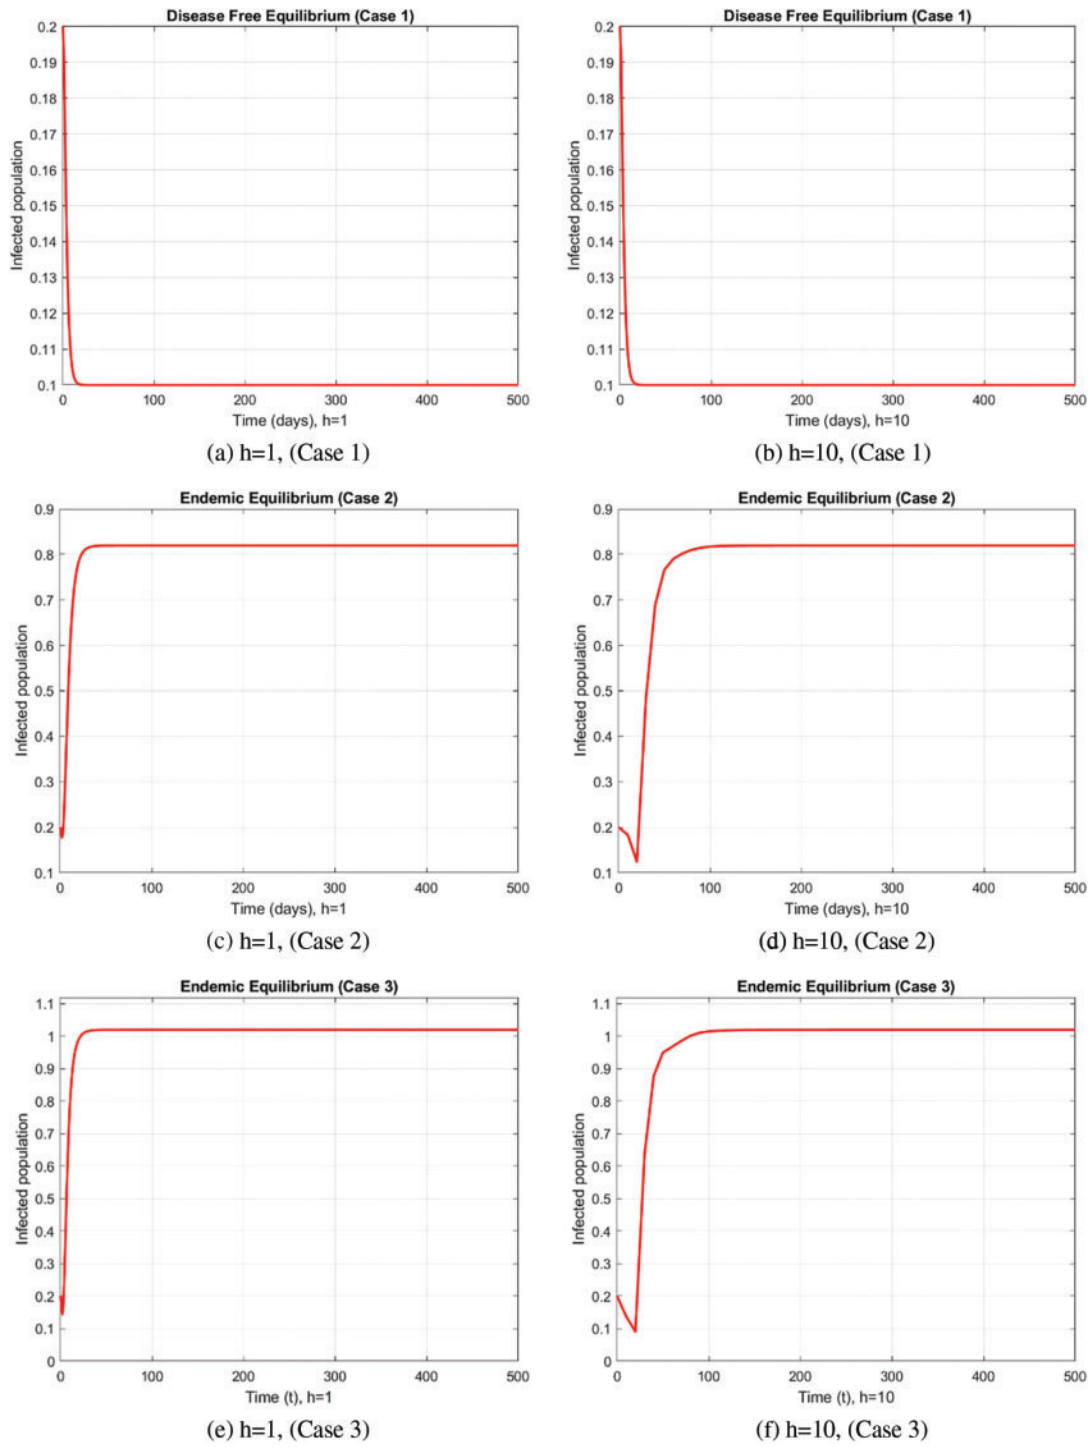 Disease Free Equilibrium (Case 1)
0.2
0.19
0.18
0.17
0.16
0.15
0.14
0.13
0.12
0.11
0.1
Infected population
0 100 200 300 400 500
Time (days), h=1
(a) h=1, (Case 1)
Disease Free Equilibrium (Case 1)
0.2
0.19
0.18
0.17
0.16
0.15
0.14
0.13
0.12
0.11
0.1
Infected population
0 100 200 300 400 500
Time (days), h=10
(b) h=10, (Case 1)
Endemic Equilibrium (Case 2)
0.9
0.8
0.7
0.6
0.5
0.4
0.3
0.2
0.1
Infected population
0 100 200 300 400 500
Time (days), h=1
(c) h=1, (Case 2)
Endemic Equilibrium (Case 2)
0.9
0.8
0.7
0.6
0.5
0.4
0.3
0.2
0.1
Infected population
0 100 200 300 400 500
Time (days), h=10
(d) h=10, (Case 2)
Endemic Equilibrium (Case 3)
1.1
1
0.9
0.8
0.7
0.6
0.5
0.4
0.3
0.2
0.1
0
Infected population
0 100 200 300 400 500
Time (t), h=1
(e) h=1, (Case 3)
Endemic Equilibrium (Case 3)
1.1
1
0.9
0.8
0.7
0.6
0.5
0.4
0.3
0.2
0.1
0
Infected population
0 100 200 300 400 500
Time (t), h=10
(f) h=10, (Case 3)